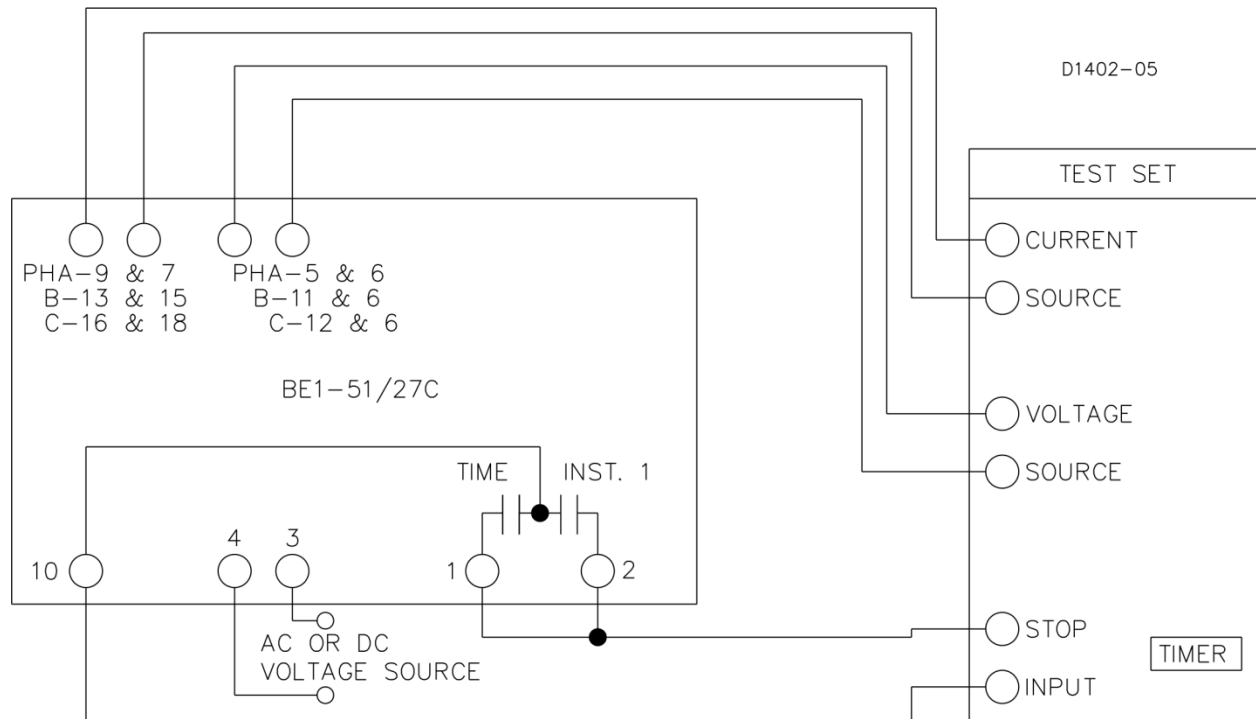 D1402-05
TEST SET
CURRENT
SOURCE
VOLTAGE
SOURCE
PHA-9 & 7
B-13 & 15
C-16 & 18
PHA-5 & 6
B-11 & 6
C-12 & 6
BE1-51/27C
TIME
INST. 1
10
4
3
1
2
AC OR DC
VOLTAGE SOURCE
STOP
INPUT
TIMER